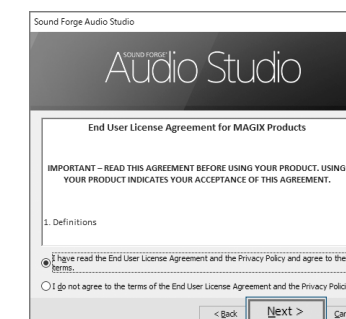 Sound Forge Audio Studio
SOUND FORGE®
Audio Studio
End User License Agreement for MAGIX Products
IMPORTANT – READ THIS AGREEMENT BEFORE USING YOUR PRODUCT. USING
YOUR PRODUCT INDICATES YOUR ACCEPTANCE OF THIS AGREEMENT.
1. Definitions
I have read the End User License Agreement and the Privacy Policy and agree to the
terms.
I do not agree to the terms of the End User License Agreement and the Privacy Polic
< Back
Next >
Can